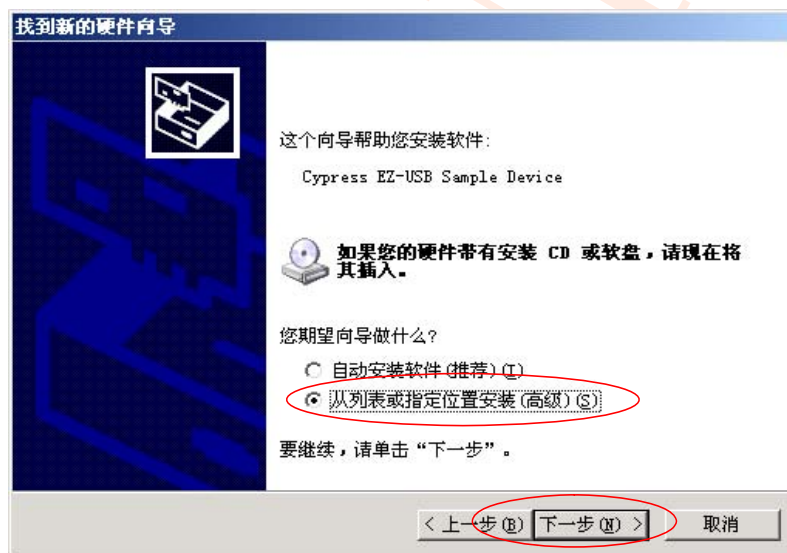 找到新的硬件向导
这个向导帮助您安装软件:
Cypress EZ-USB Sample Device
如果您的硬件带有安装 CD 或软盘，请现在将
其插入。
您期望向导做什么?
自动安装软件(推荐)(I)
从列表或指定位置安装(高级)(S)
要继续，请单击“下一步”。
< 上一步(B) 下一步(N) > 取消